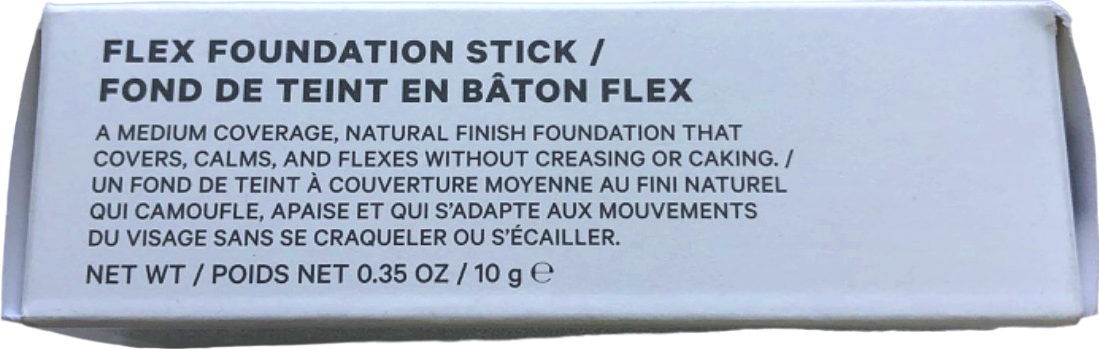 FLEX FOUNDATION STICK /
FOND DE TEINT EN BÂTON FLEX
A MEDIUM COVERAGE, NATURAL FINISH FOUNDATION THAT
COVERS, CALMS, AND FLEXES WITHOUT CREASING OR CAKING. /
UN FOND DE TEINT À COUVERTURE MOYENNE AU FINI NATUREL
QUI CAMOUFLE, APAISE ET QUI S’ADAPTE AUX MOUVEMENTS
DU VISAGE SANS SE CRAQUELER OU S’ÉCAILLER.
NET WT / POIDS NET 0.35 OZ / 10 g ℮